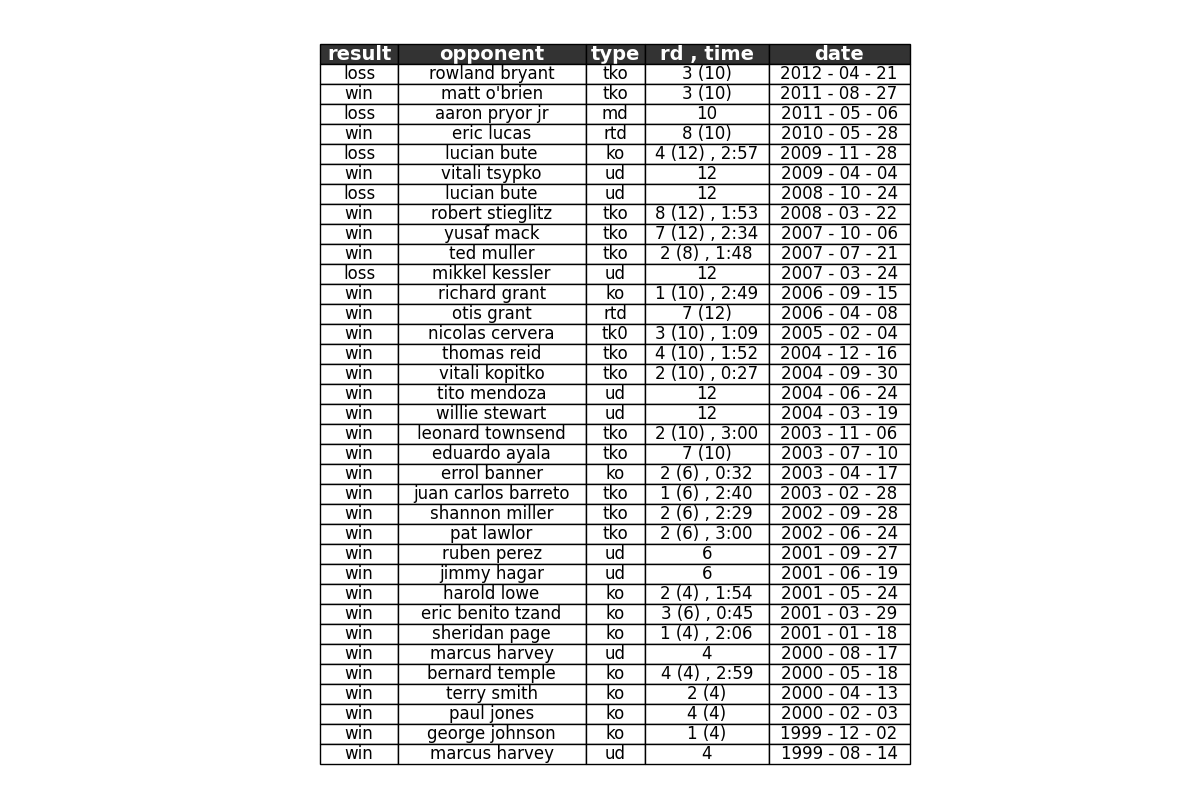 result opponent type rd , time date
loss rowland bryant tko 3 (10) 2012 - 04 - 21
win matt o'brien tko 3 (10) 2011 - 08 - 27
loss aaron pryor jr md 10 2011 - 05 - 06
win eric lucas rtd 8 (10) 2010 - 05 - 28
loss lucian bute ko 4 (12) , 2:57 2009 - 11 - 28
win vitali tsypko ud 12 2009 - 04 - 04
loss lucian bute ud 12 2008 - 10 - 24
win robert stieglitz tko 8 (12) , 1:53 2008 - 03 - 22
win yusaf mack tko 7 (12) , 2:34 2007 - 10 - 06
win ted muller tko 2 (8) , 1:48 2007 - 07 - 21
loss mikkel kessler ud 12 2007 - 03 - 24
win richard grant ko 1 (10) , 2:49 2006 - 09 - 15
win otis grant rtd 7 (12) 2006 - 04 - 08
win nicolas cervera tk0 3 (10) , 1:09 2005 - 02 - 04
win thomas reid tko 4 (10) , 1:52 2004 - 12 - 16
win vitali kopitko tko 2 (10) , 0:27 2004 - 09 - 30
win tito mendoza ud 12 2004 - 06 - 24
win willie stewart ud 12 2004 - 03 - 19
win leonard townsend tko 2 (10) , 3:00 2003 - 11 - 06
win eduardo ayala tko 7 (10) 2003 - 07 - 10
win errol banner ko 2 (6) , 0:32 2003 - 04 - 17
win juan carlos barreto tko 1 (6) , 2:40 2003 - 02 - 28
win shannon miller tko 2 (6) , 2:29 2002 - 09 - 28
win pat lawlor tko 2 (6) , 3:00 2002 - 06 - 24
win ruben perez ud 6 2001 - 09 - 27
win jimmy hagar ud 6 2001 - 06 - 19
win harold lowe ko 2 (4) , 1:54 2001 - 05 - 24
win eric benito tzand ko 3 (6) , 0:45 2001 - 03 - 29
win sheridan page ko 1 (4) , 2:06 2001 - 01 - 18
win marcus harvey ud 4 2000 - 08 - 17
win bernard temple ko 4 (4) , 2:59 2000 - 05 - 18
win terry smith ko 2 (4) 2000 - 04 - 13
win paul jones ko 4 (4) 2000 - 02 - 03
win george johnson ko 1 (4) 1999 - 12 - 02
win marcus harvey ud 4 1999 - 08 - 14